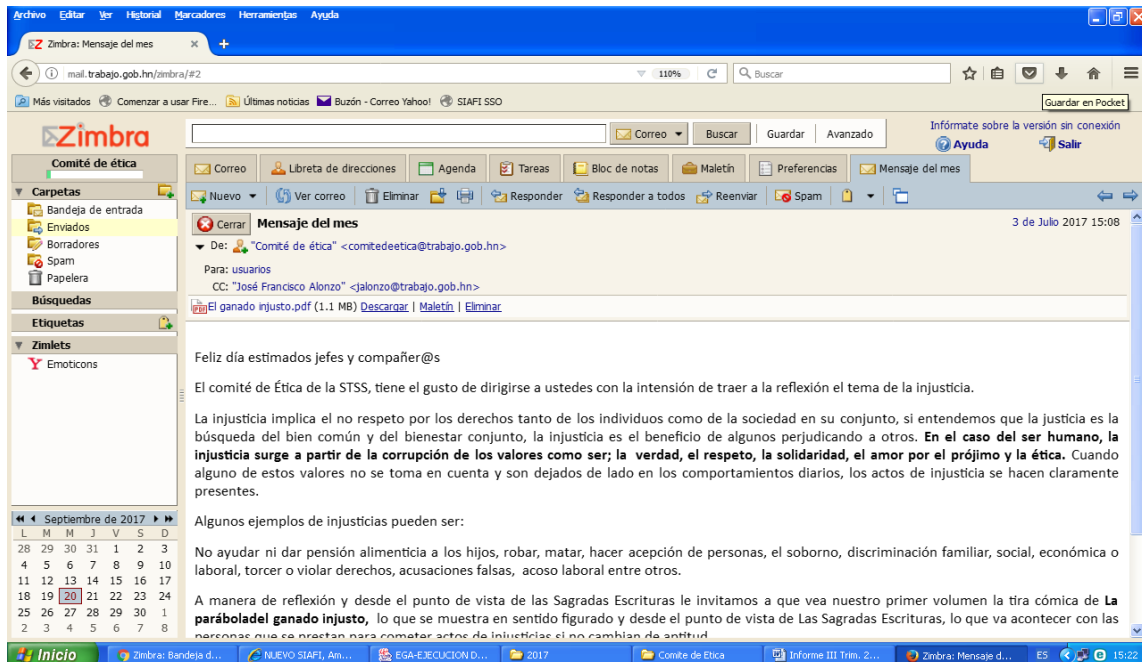 Archivo Editar Ver Historial Marcadores Herramientas Ayuda
Zimbra: Mensaje del mes
mail.trabajo.gob.hn/zimbra/#2
110%
Buscar
Más visitados Comenzar a usar Fire... Últimas noticias Buzón - Correo Yahoo! SIAFI SSO
Guardar en Pocket
Zimbra
Correo Buscar Guardar Avanzado
Infórmate sobre la versión sin conexión
Ayuda Salir
Comité de ética
Correo Libreta de direcciones Agenda Tareas Bloc de notas Maletín Preferencias Mensaje del mes
Carpetas
Bandeja de entrada
Enviados
Borradores
Spam
Papelera
Búsquedas
Etiquetas
Zimlets
Emoticons
Nuevo Ver correo Eliminar Responder Responder a todos Reenviar Spam
Cerrar Mensaje del mes 3 de Julio 2017 15:08
De: "Comité de ética" <comitedeetica@trabajo.gob.hn>
Para: usuarios
CC: "José Francisco Alonzo" <jalonzo@trabajo.gob.hn>
El ganado injusto.pdf (1.1 MB) Descargar | Maletín | Eliminar
Feliz día estimados jefes y compañer@s
El comité de Ética de la STSS, tiene el gusto de dirigirse a ustedes con la intensión de traer a la reflexión el tema de la injusticia.
La injusticia implica el no respeto por los derechos tanto de los individuos como de la sociedad en su conjunto, si entendemos que la justicia es la
búsqueda del bien común y del bienestar conjunto, la injusticia es el beneficio de algunos perjudicando a otros. En el caso del ser humano, la
injusticia surge a partir de la corrupción de los valores como ser; la verdad, el respeto, la solidaridad, el amor por el prójimo y la ética. Cuando
alguno de estos valores no se toma en cuenta y son dejados de lado en los comportamientos diarios, los actos de injusticia se hacen claramente
presentes.
Algunos ejemplos de injusticias pueden ser:
No ayudar ni dar pensión alimenticia a los hijos, robar, matar, hacer acepción de personas, el soborno, discriminación familiar, social, económica o
laboral, torcer o violar derechos, acusaciones falsas, acoso laboral entre otros.
A manera de reflexión y desde el punto de vista de las Sagradas Escrituras le invitamos a que vea nuestro primer volumen la tira cómica de La
paráboladel ganado injusto, lo que se muestra en sentido figurado y desde el punto de vista de Las Sagradas Escrituras, lo que va acontecer con las
personas que se prestan para cometer actos de injusticias si no cambian de aptitud
Septiembre de 2017
L M M J V S D
28 29 30 31 1 2 3
4 5 6 7 8 9 10
11 12 13 14 15 16 17
18 19 20 21 22 23 24
25 26 27 28 29 30 1
2 3 4 5 6 7 8
Inicio Zimbra: Bandeja d... NUEVO SIAFI, Am... EGA-EJECUCION D... 2017 Comite de Etica Informe III Trim. 2... Zimbra: Mensaje d... ES 15:22